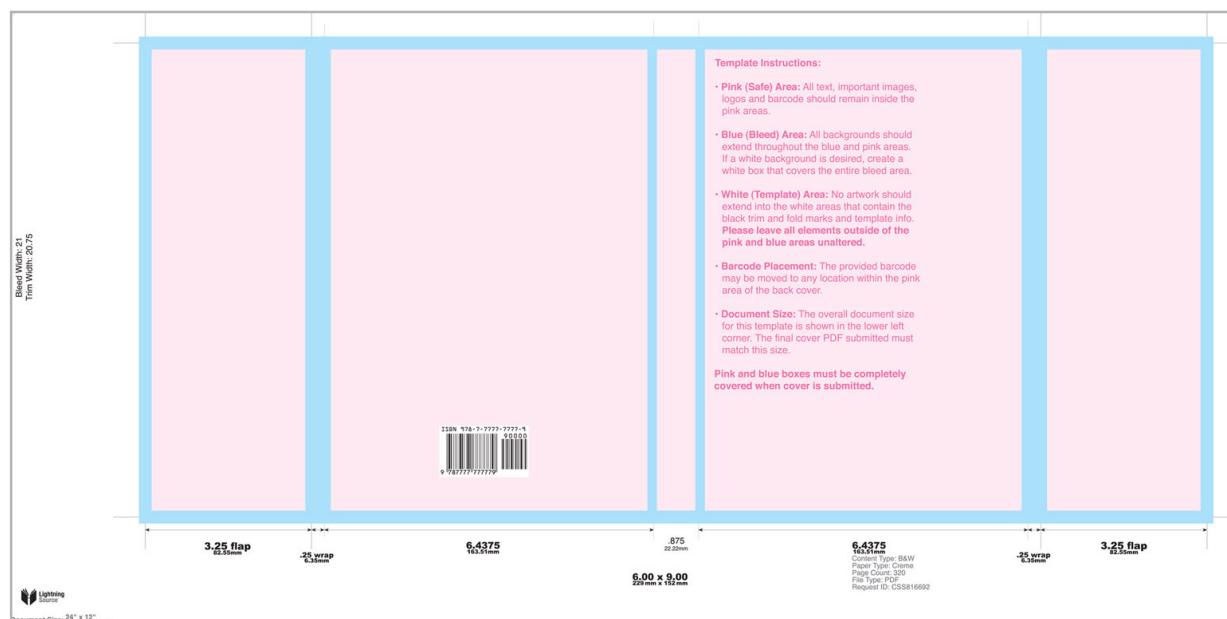 Template Instructions:
• Pink (Safe) Area: All text, important images,
logos and barcode should remain inside the
pink areas.
• Blue (Bleed) Area: All backgrounds should
extend throughout the blue and pink areas.
If a white background is desired, create a
white box that covers the entire bleed area.
• White (Template) Area: No artwork should
extend into the white areas that contain the
black trim and fold marks and template info.
Please leave all elements outside of the
pink and blue areas unaltered.
• Barcode Placement: The provided barcode
may be moved to any location within the pink
area of the back cover.
• Document Size: The overall document size
for this template is shown in the lower left
corner. The final cover PDF submitted must
match this size.
Pink and blue boxes must be completely
covered when cover is submitted.
Bleed Width: 21
Trim Width: 20.75
ISBN 978-7-7777-7777-9
90000
9 787777 777779
3.25 flap
82.55mm
.25 wrap
6.35mm
6.4375
163.51mm
.875
22.22mm
6.4375
163.51mm
.25 wrap
6.35mm
3.25 flap
82.55mm
6.00 x 9.00
229 mm x 152 mm
Content Type: B&W
Paper Type: Creme
Page Count: 320
File Type: PDF
Request ID: CSS816692
Lightning
Source
Document Size: 24" x 12"